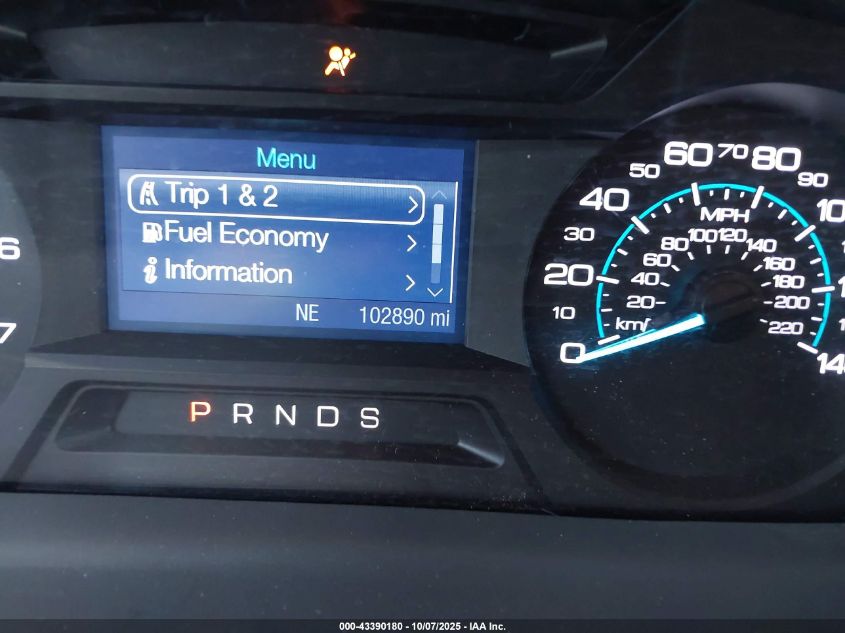 Menu
Trip 1 & 2
Fuel Economy
Information
NE 102890 mi
P R N D S
6
7
0
10
20
30
40
50
60
70
80
90
MPH
km/
20
40
60
80
100
120
140
160
180
200
220
000-43390180 - 10/07/2025 - IAA Inc.